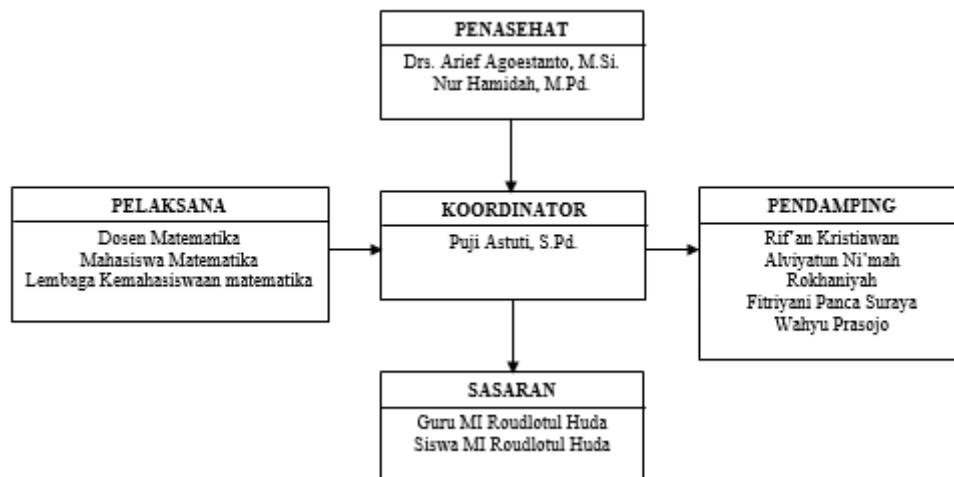 PENASEHAT
Drs. Arief Agoestanto, M.Si.
Nur Hamidah, M.Pd.
PELAKSANA
Dosen Matematika
Mahasiswa Matematika
Lembaga Kemahasiswaan matematika
KOORDINATOR
Puji Astuti, S.Pd.
PENDAMPING
Rif’an Kristiawan
Alviyatun Ni’mah
Rokhaniyah
Fitriyani Panca Suraya
Wahyu Prasojo
SASARAN
Guru MI Roudlotul Huda
Siswa MI Roudlotul Huda